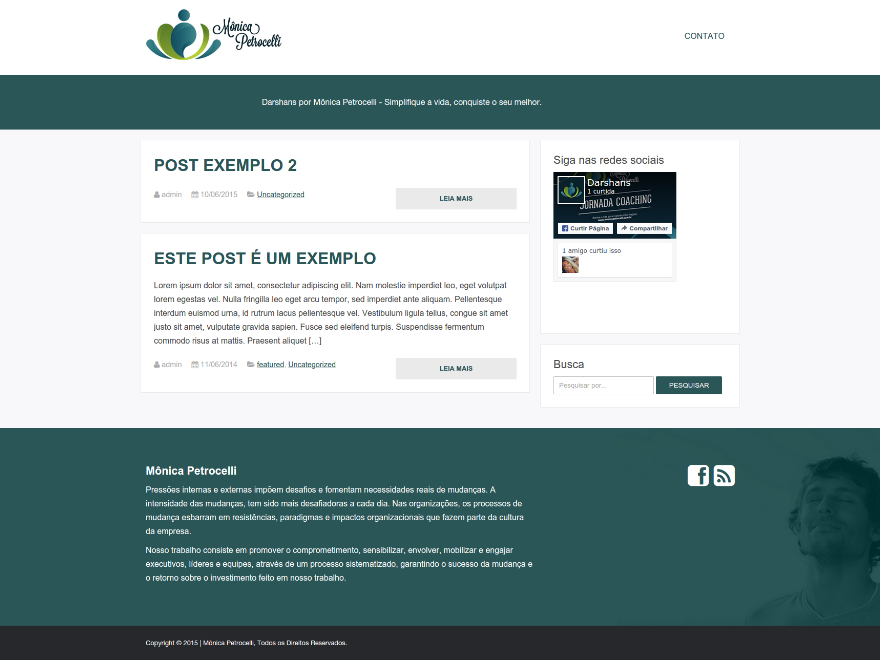 Mônica
Petrocelli
CONTATO
Darshans por Mônica Petrocelli - Simplifique a vida, conquiste o seu melhor.
POST EXEMPLO 2
admin 10/06/2015 Uncategorized
LEIA MAIS
ESTE POST É UM EXEMPLO
Lorem ipsum dolor sit amet, consectetur adipiscing elit. Nam molestie imperdiet leo, eget volutpat
lorem egestas vel. Nulla fringilla leo eget arcu tempor, sed imperdiet ante aliquam. Pellentesque
interdum euismod urna, id rutrum lacus pellentesque vel. Vestibulum ligula tellus, congue sit amet
justo sit amet, vulputate gravida sapien. Fusce sed eleifend turpis. Suspendisse fermentum
commodo risus at mattis. Praesent aliquet […]
admin 11/06/2014 featured, Uncategorized
LEIA MAIS
Siga nas redes sociais
Darshans
1 curtida
JORNADA COACHING
Curtir Página
Compartilhar
1 amigo curtiu isso
Busca
Pesquisar por...
PESQUISAR
Mônica Petrocelli
Pressões internas e externas impõem desafios e fomentam necessidades reais de mudanças. A
intensidade das mudanças, tem sido mais desafiadoras a cada dia. Nas organizações, os processos de
mudança esbarram em resistências, paradigmas e impactos organizacionais que fazem parte da cultura
da empresa.
Nosso trabalho consiste em promover o comprometimento, sensibilizar, envolver, mobilizar e engajar
executivos, líderes e equipes, através de um processo sistematizado, garantindo o sucesso da mudança e
o retorno sobre o investimento feito em nosso trabalho.
Copyright © 2015 | Mônica Petrocelli, Todos os Direitos Reservados.